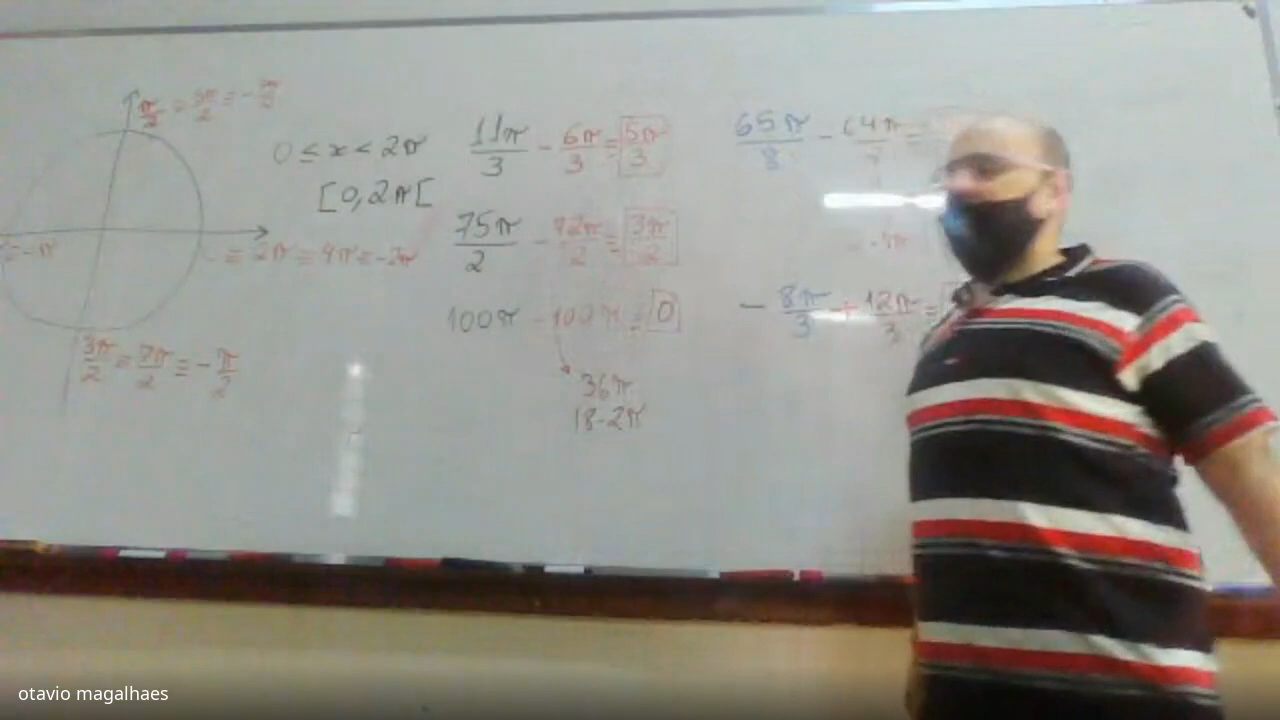 π/2 ≡ 5π/2 ≡ -3π/2
0 ≤ x < 2π
[0, 2π[
≡ -π
≡ 2π ≡ 4π ≡ -2π
3π/2 ≡ 7π/2 ≡ -π/2
11π/3 - 6π/3 = 5π/3
75π/2 - 72π/2 = 3π/2
100π - 100π = 0
36π
18·2π
65π/8 - 64π/8 =
- 8π/3 + 12π/3 =
otavio magalhaes